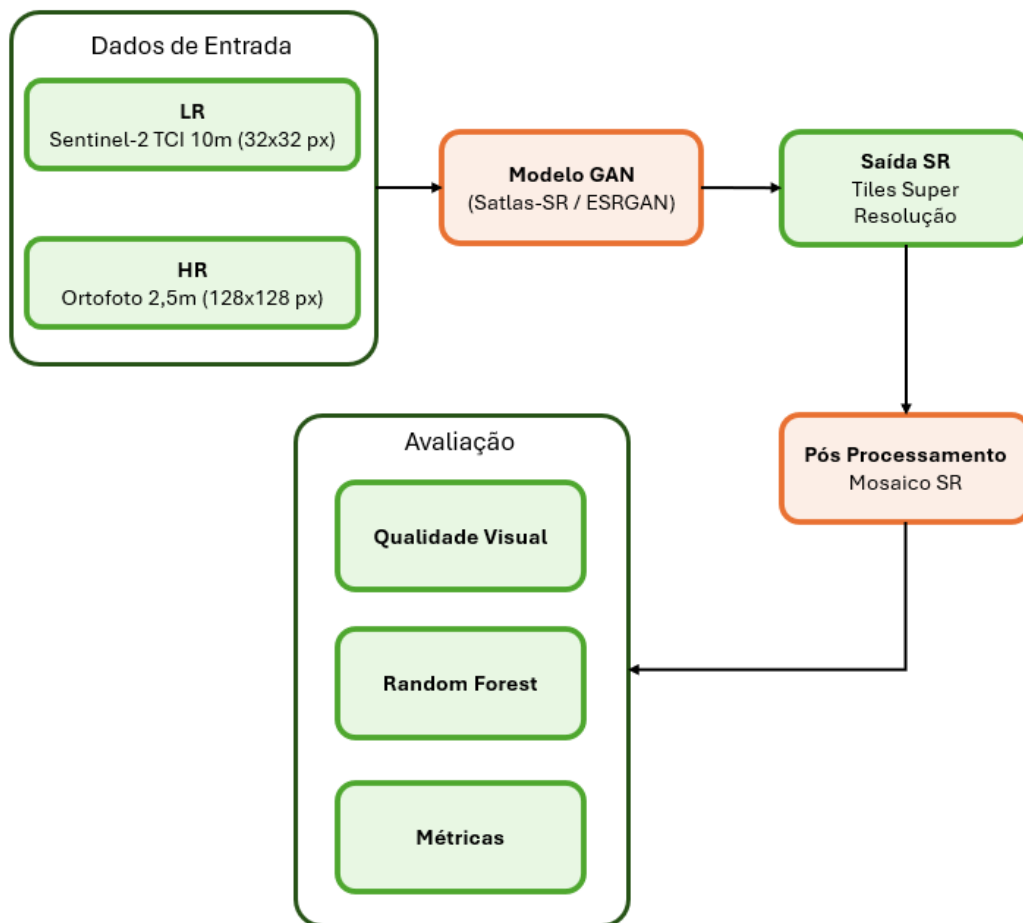 Dados de Entrada
LR
Sentinel-2 TCI 10m (32x32 px)
HR
Ortofoto 2,5m (128x128 px)
Modelo GAN
(Satlas-SR / ESRGAN)
Saída SR
Tiles Super
Resolução
Pós Processamento
Mosaico SR
Avaliação
Qualidade Visual
Random Forest
Métricas